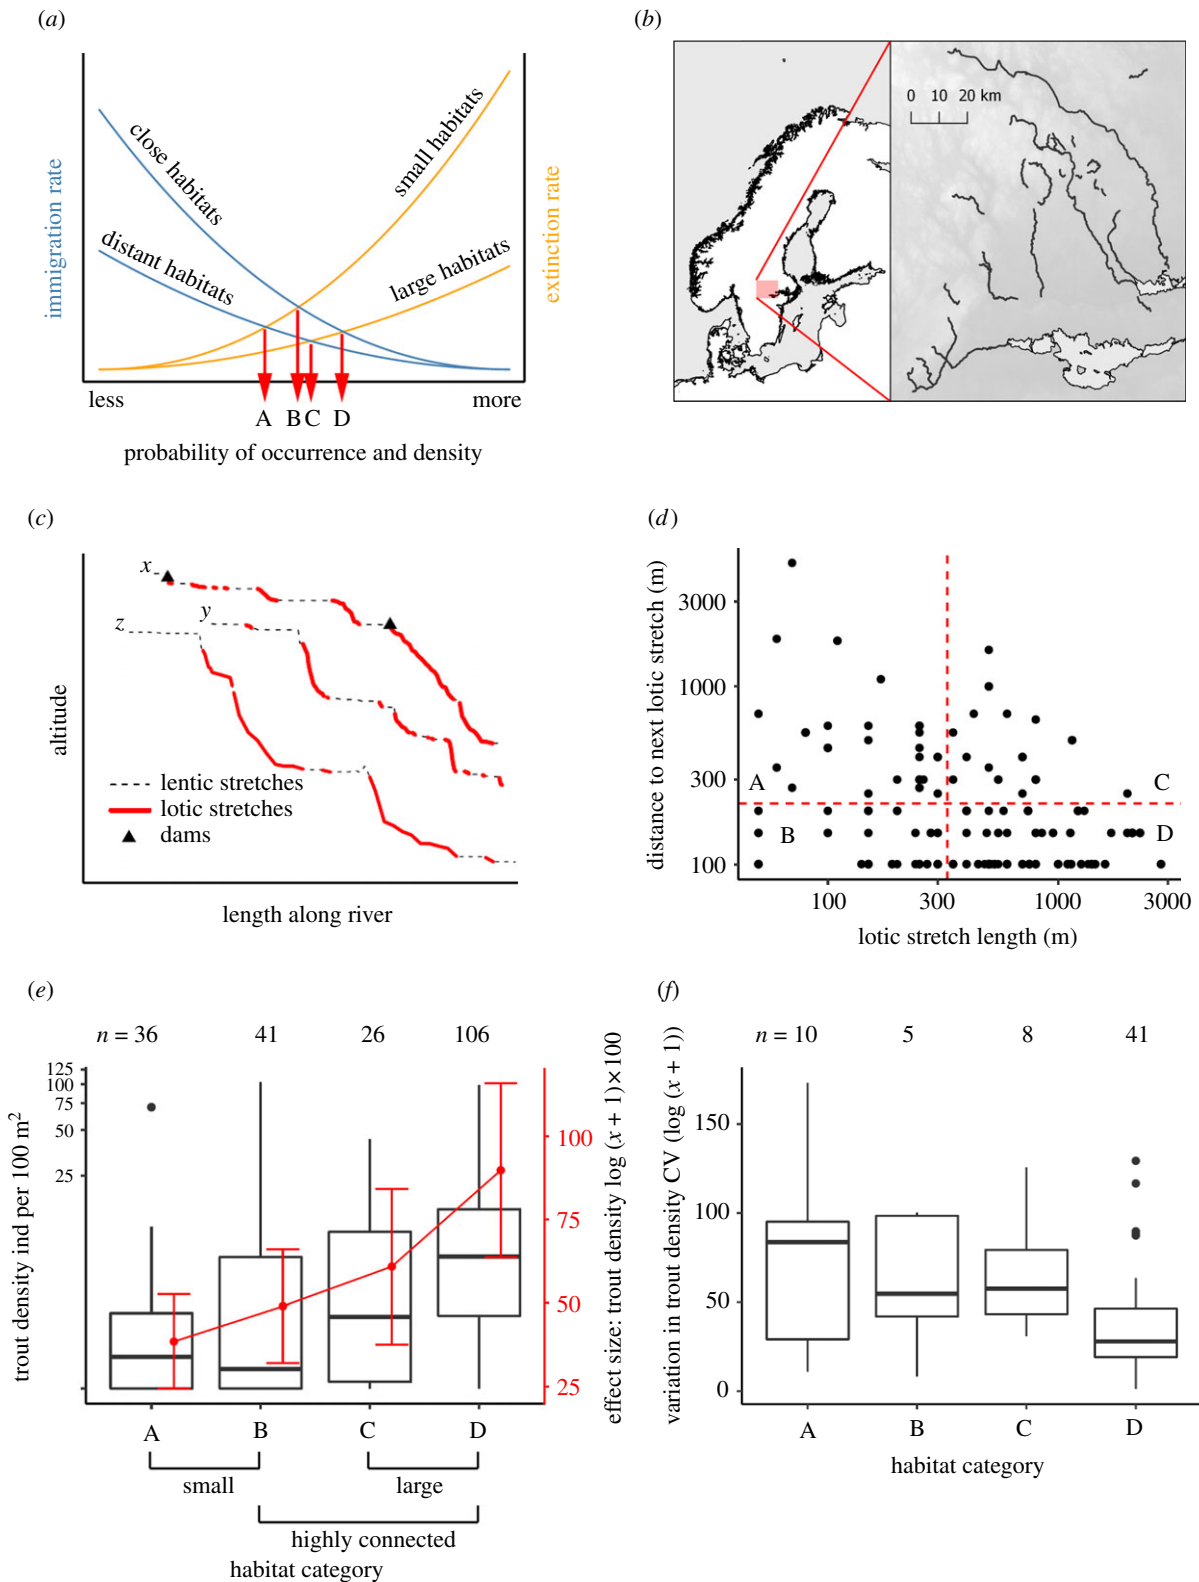 (a)
immigration rate
close habitats
distant habitats
small habitats
large habitats
extinction rate
less
more
A
B
C
D
probability of occurrence and density
(b)
0 10 20 km
(c)
altitude
x
y
z
lentic stretches
lotic stretches
dams
length along river
(d)
distance to next lotic stretch (m)
3000
1000
300
100
A
B
C
D
100 300 1000 3000
lotic stretch length (m)
(e)
n = 36 41 26 106
trout density ind per 100 m²
125
100
75
50
25
100
75
50
25
effect size: trout density log (x + 1) × 100
A B C D
small large
highly connected
habitat category
(f)
n = 10 5 8 41
variation in trout density CV (log (x + 1))
150
100
50
0
A B C D
habitat category